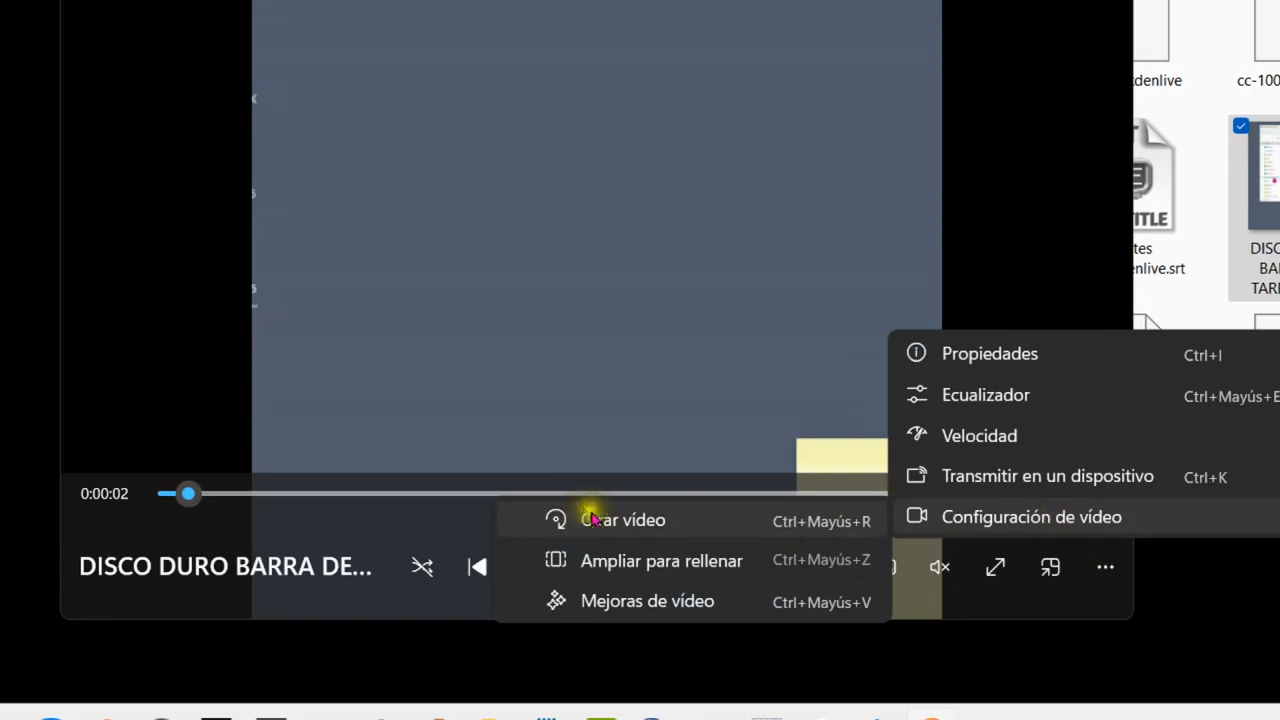 denlive
cc-100
TITLE
tes
enlive.srt
DISC
BA
TAR
Propiedades Ctrl+I
Ecualizador Ctrl+Mayús+E
Velocidad
Transmitir en un dispositivo Ctrl+K
Configuración de vídeo
0:00:02
Girar vídeo Ctrl+Mayús+R
Ampliar para rellenar Ctrl+Mayús+Z
Mejoras de vídeo Ctrl+Mayús+V
DISCO DURO BARRA DE...